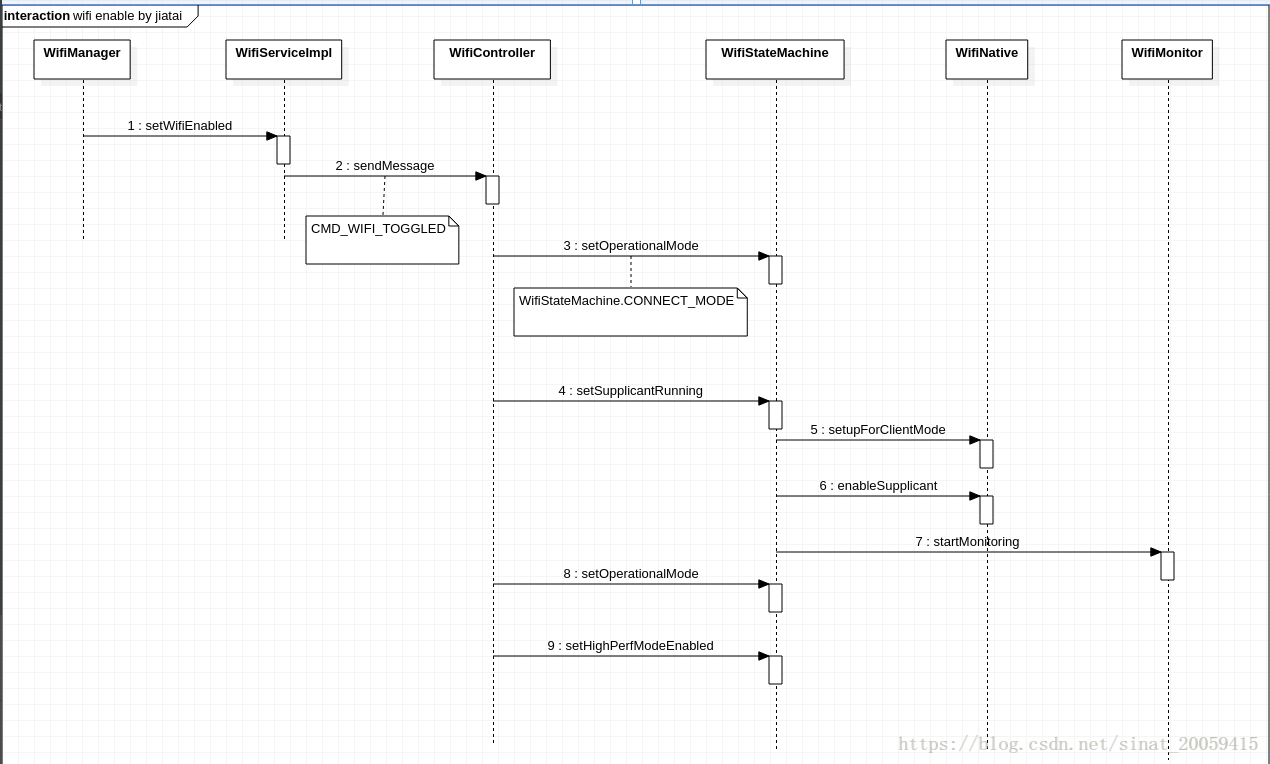 interaction wifi enable by jiatai
WifiManager
WifiServiceImpl
WifiController
WifiStateMachine
WifiNative
WifiMonitor
1 : setWifiEnabled
2 : sendMessage
CMD_WIFI_TOGGLED
3 : setOperationalMode
WifiStateMachine.CONNECT_MODE
4 : setSupplicantRunning
5 : setupForClientMode
6 : enableSupplicant
7 : startMonitoring
8 : setOperationalMode
9 : setHighPerfModeEnabled
https://blog.csdn.net/sinat_20059415